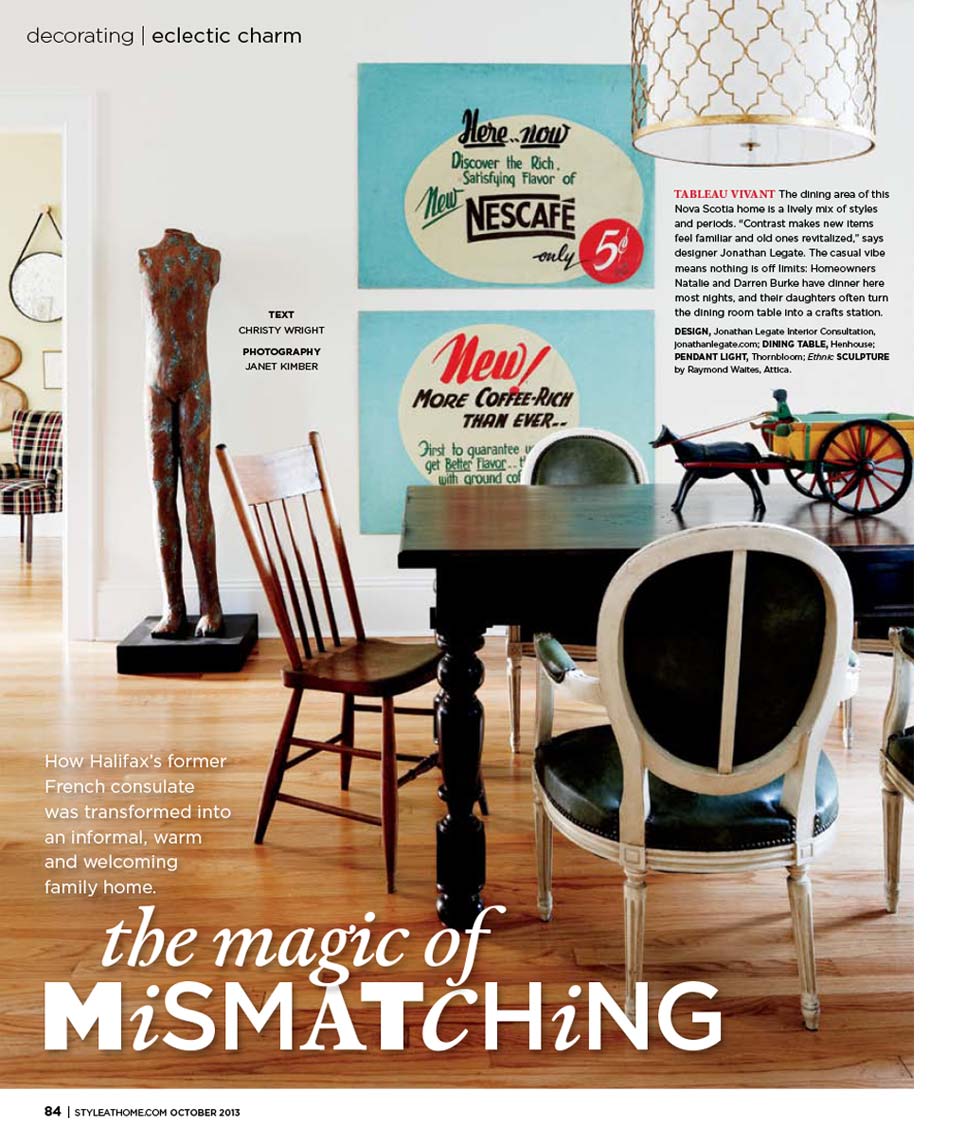 decorating | eclectic charm
Here..now
Discover the Rich,
Satisfying Flavor of
New
NESCAFÉ
only 5¢
TABLEAU VIVANT The dining area of this
Nova Scotia home is a lively mix of styles
and periods. “Contrast makes new items
feel familiar and old ones revitalized,” says
designer Jonathan Legate. The casual vibe
means nothing is off limits: Homeowners
Natalie and Darren Burke have dinner here
most nights, and their daughters often turn
the dining room table into a crafts station.
DESIGN, Jonathan Legate Interior Consultation,
jonathanlegate.com; DINING TABLE, Henhouse;
PENDANT LIGHT, Thornbloom; Ethnic SCULPTURE
by Raymond Waites, Attica.
TEXT
CHRISTY WRIGHT
PHOTOGRAPHY
JANET KIMBER
New!
MORE COFFEE-RICH
THAN EVER--
First to guarantee
get Better Flavor..
with ground
How Halifax’s former
French consulate
was transformed into
an informal, warm
and welcoming
family home.
the magic of
MiSMATCHiNG
84 | STYLEATHOME.COM OCTOBER 2013